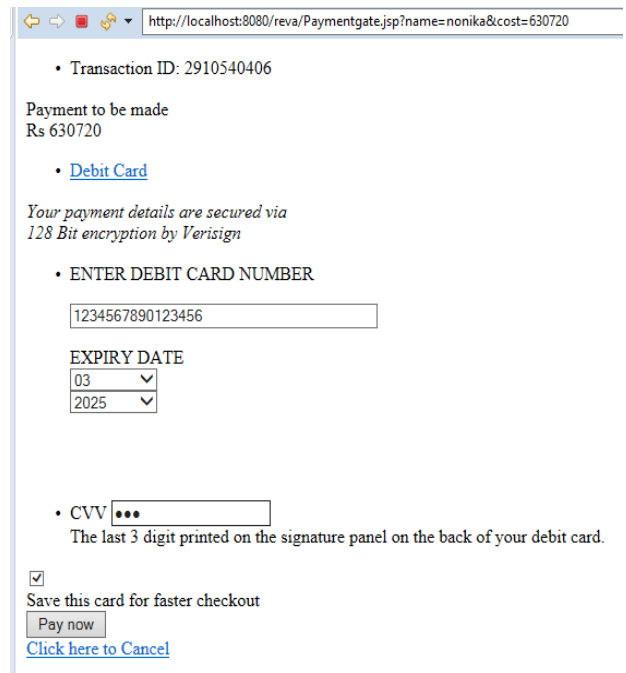 http://localhost:8080/reva/Paymentgate.jsp?name=nonika&cost=630720
• Transaction ID: 2910540406
Payment to be made
Rs 630720
• Debit Card
Your payment details are secured via
128 Bit encryption by Verisign
• ENTER DEBIT CARD NUMBER
1234567890123456
EXPIRY DATE
03
2025
• CVV •••
The last 3 digit printed on the signature panel on the back of your debit card.
Save this card for faster checkout
Pay now
Click here to Cancel